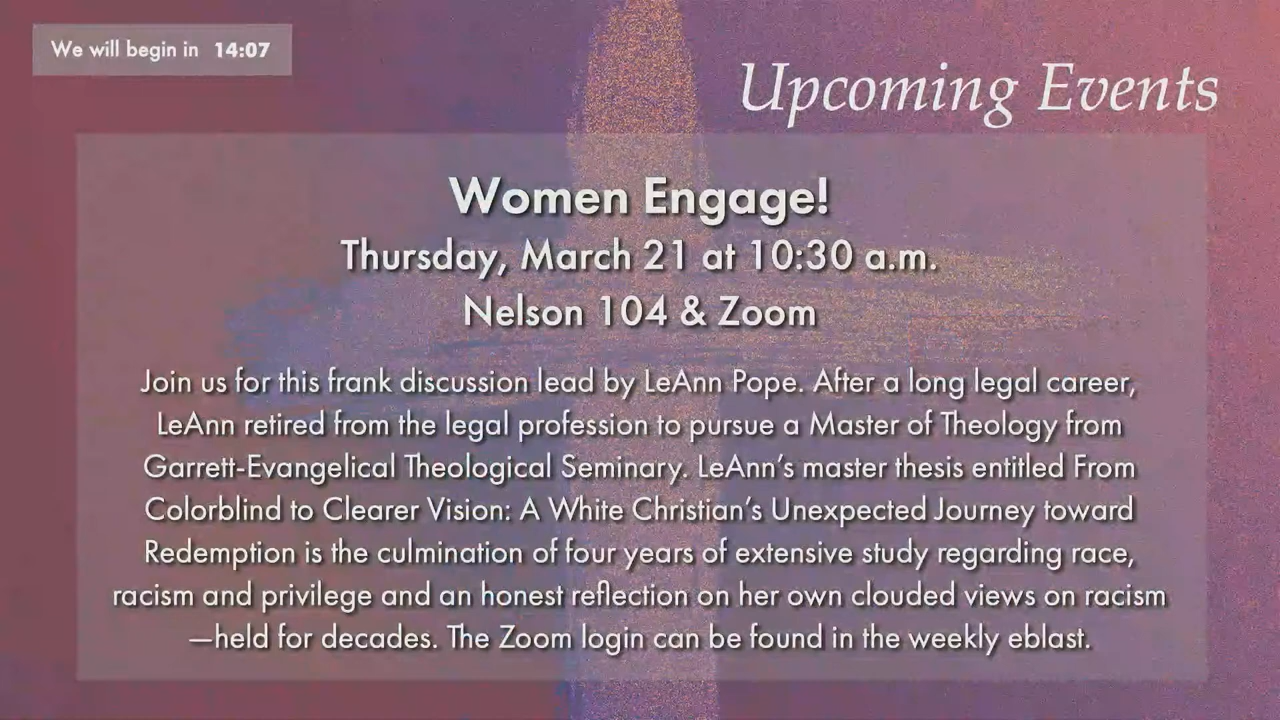 We will begin in 14:07
Upcoming Events
Women Engage!
Thursday, March 21 at 10:30 a.m.
Nelson 104 & Zoom
Join us for this frank discussion lead by LeAnn Pope. After a long legal career,
LeAnn retired from the legal profession to pursue a Master of Theology from
Garrett-Evangelical Theological Seminary. LeAnn's master thesis entitled From
Colorblind to Clearer Vision: A White Christian's Unexpected Journey toward
Redemption is the culmination of four years of extensive study regarding race,
racism and privilege and an honest reflection on her own clouded views on racism
—held for decades. The Zoom login can be found in the weekly eblast.